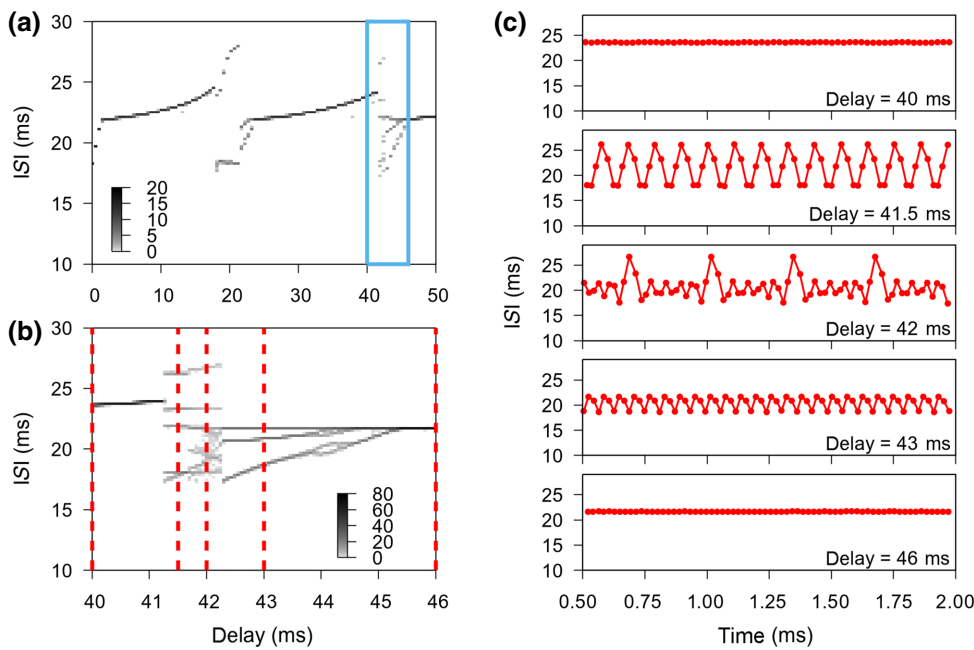 (a)
30
25
20
15
10
ISI (ms)
20
15
10
5
0
0 10 20 30 40 50
(b)
30
25
20
15
10
ISI (ms)
80
60
40
20
0
40 41 42 43 44 45 46
Delay (ms)
(c)
25
20
15
10
Delay = 40 ms
25
20
15
10
Delay = 41.5 ms
25
20
15
10
Delay = 42 ms
ISI (ms)
25
20
15
10
Delay = 43 ms
25
20
15
10
Delay = 46 ms
0.50 0.75 1.00 1.25 1.50 1.75 2.00
Time (ms)